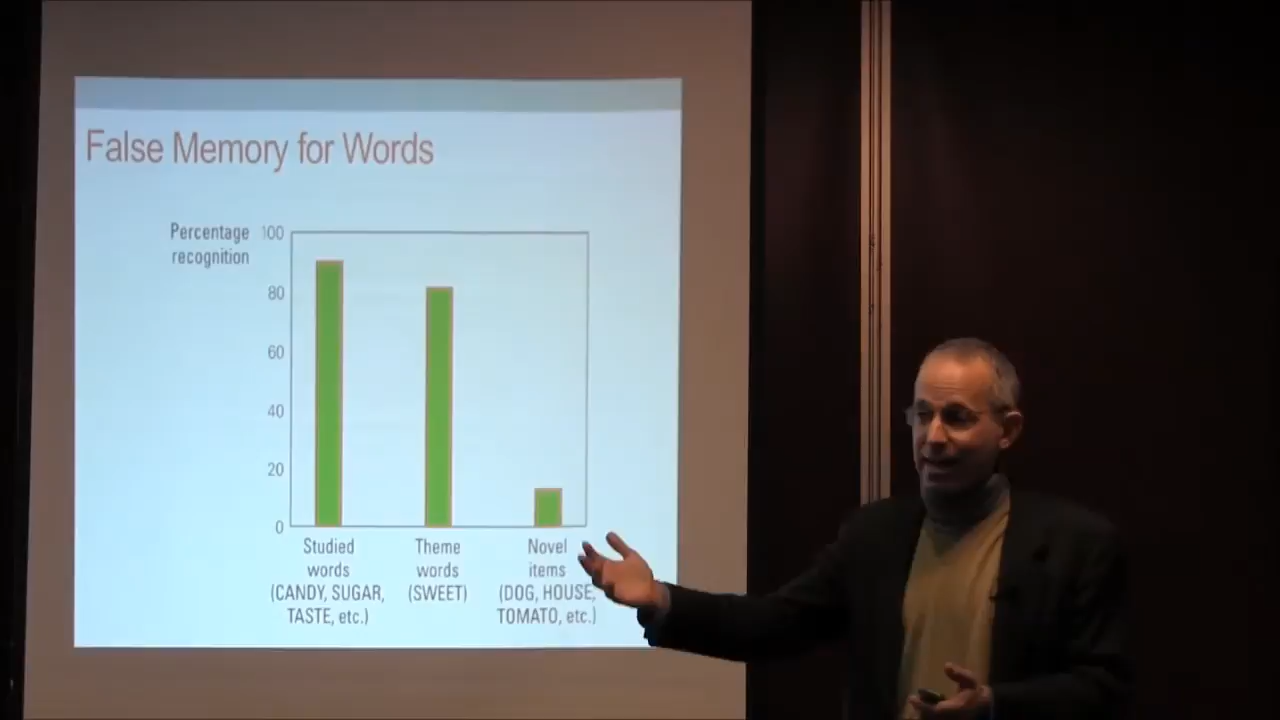 False Memory for Words
Percentage
recognition
100
80
60
40
20
0
Studied
words
(CANDY, SUGAR,
TASTE, etc.)
Theme
words
(SWEET)
Novel
items
(DOG, HOUSE,
TOMATO, etc.)